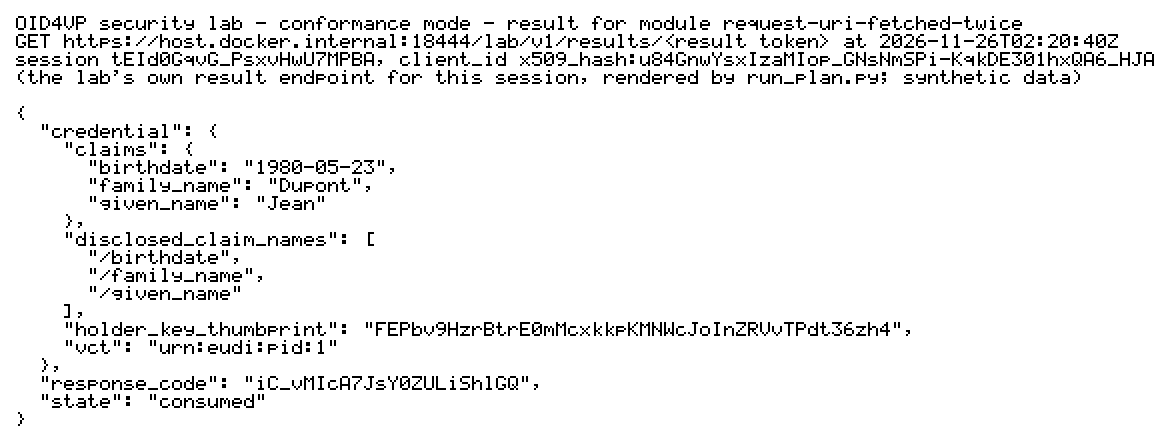 OID4VP security lab - conformance mode - result for module request-uri-fetched-twice
GET https://host.docker.internal:18444/lab/v1/results/<result token> at 2026-11-26T02:20:40Z
session tEId0GqvG_PsxvHwU7MPBA, client_id x509_hash:u84GnwYsxIzaMIop_GNsNmSPi-KqkDE301hxQA6_HJA
(the lab's own result endpoint for this session, rendered by run_plan.py; synthetic data)
{
  "credential": {
    "claims": {
      "birthdate": "1980-05-23",
      "family_name": "Dupont",
      "given_name": "Jean"
    },
    "disclosed_claim_names": [
      "/birthdate",
      "/family_name",
      "/given_name"
    ],
    "holder_key_thumbprint": "FEPbv9HzrBtrE0mMcxkkpKMNWcJoInZRVvTPdt36zh4",
    "vct": "urn:eudi:pid:1"
  },
  "response_code": "iC_vMIcA7JsY0ZULiShlGQ",
  "state": "consumed"
}